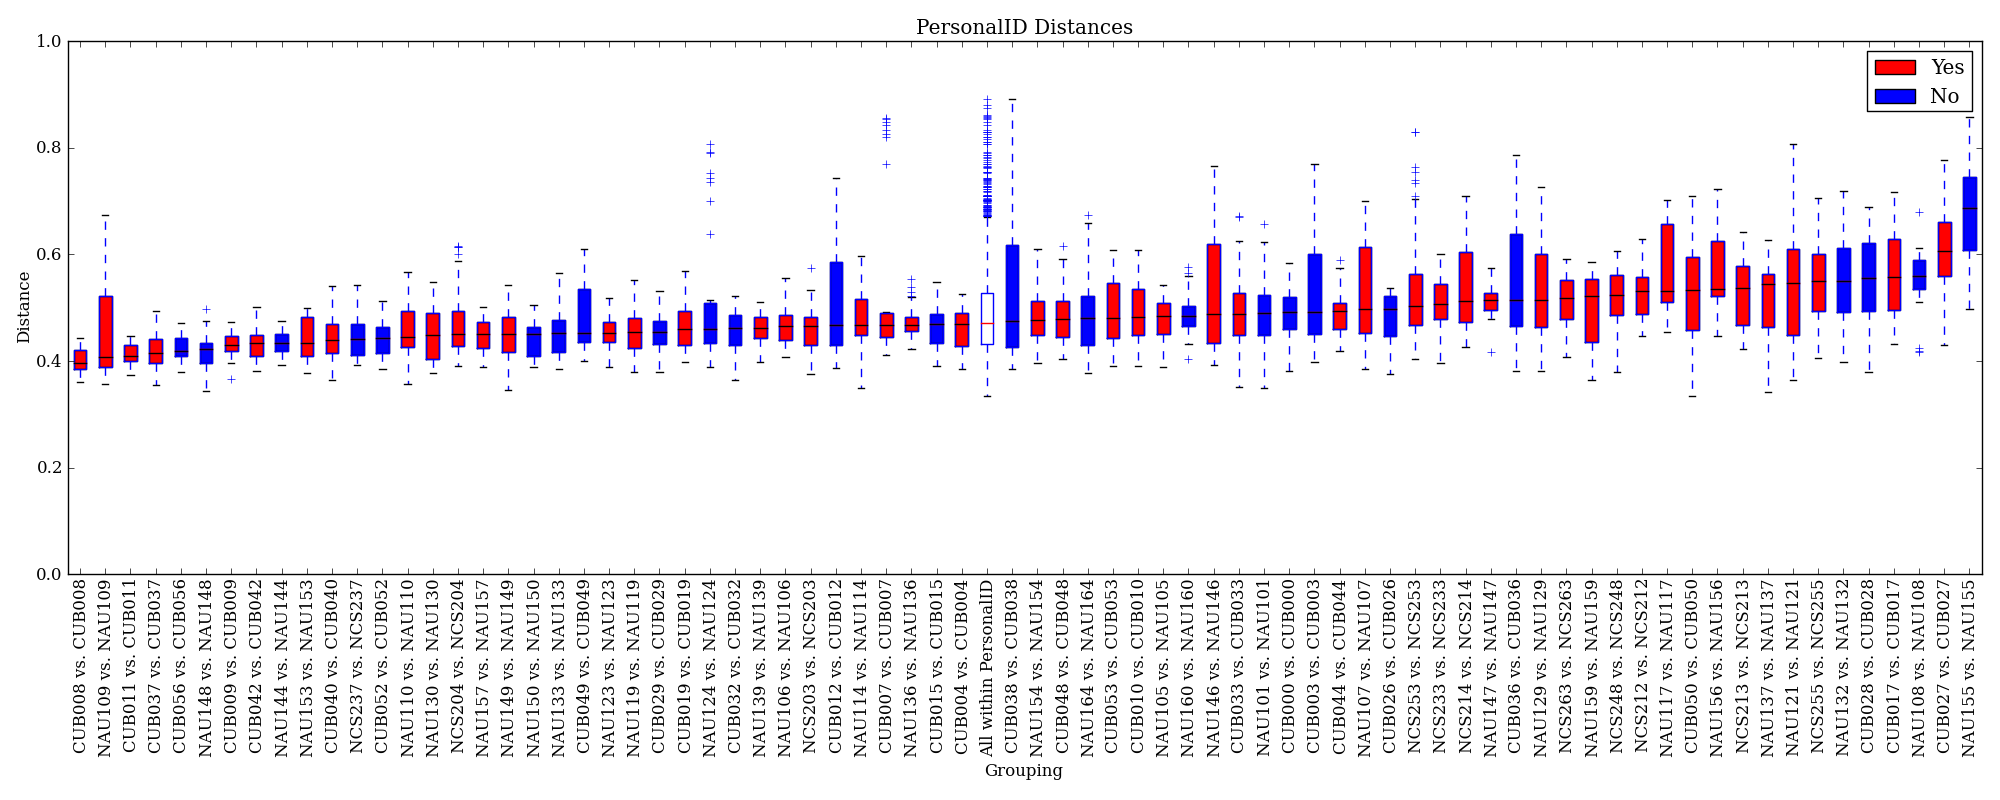 PersonalID Distances
1.0
0.8
0.6
0.4
0.2
0.0
Distance
Yes
No
CUB008 vs. CUB008
NAU109 vs. NAU109
CUB011 vs. CUB011
CUB037 vs. CUB037
CUB056 vs. CUB056
NAU148 vs. NAU148
CUB009 vs. CUB009
CUB042 vs. CUB042
NAU144 vs. NAU144
NAU153 vs. NAU153
CUB040 vs. CUB040
NCS237 vs. NCS237
CUB052 vs. CUB052
NAU110 vs. NAU110
NAU130 vs. NAU130
NCS204 vs. NCS204
NAU157 vs. NAU157
NAU149 vs. NAU149
NAU150 vs. NAU150
NAU133 vs. NAU133
CUB049 vs. CUB049
NAU123 vs. NAU123
NAU119 vs. NAU119
CUB029 vs. CUB029
CUB019 vs. CUB019
NAU124 vs. NAU124
CUB032 vs. CUB032
NAU139 vs. NAU139
NAU106 vs. NAU106
NCS203 vs. NCS203
CUB012 vs. CUB012
NAU114 vs. NAU114
CUB007 vs. CUB007
NAU136 vs. NAU136
CUB015 vs. CUB015
CUB004 vs. CUB004
All within PersonalID
CUB038 vs. CUB038
NAU154 vs. NAU154
CUB048 vs. CUB048
NAU164 vs. NAU164
CUB053 vs. CUB053
CUB010 vs. CUB010
NAU105 vs. NAU105
NAU160 vs. NAU160
NAU146 vs. NAU146
CUB033 vs. CUB033
NAU101 vs. NAU101
CUB000 vs. CUB000
CUB003 vs. CUB003
CUB044 vs. CUB044
NAU107 vs. NAU107
CUB026 vs. CUB026
NCS253 vs. NCS253
NCS233 vs. NCS233
NCS214 vs. NCS214
NAU147 vs. NAU147
CUB036 vs. CUB036
NAU129 vs. NAU129
NCS263 vs. NCS263
NAU159 vs. NAU159
NCS248 vs. NCS248
NCS212 vs. NCS212
NAU117 vs. NAU117
CUB050 vs. CUB050
NAU156 vs. NAU156
NCS213 vs. NCS213
NAU137 vs. NAU137
NAU121 vs. NAU121
NCS255 vs. NCS255
NAU132 vs. NAU132
CUB028 vs. CUB028
CUB017 vs. CUB017
NAU108 vs. NAU108
CUB027 vs. CUB027
NAU155 vs. NAU155
Grouping